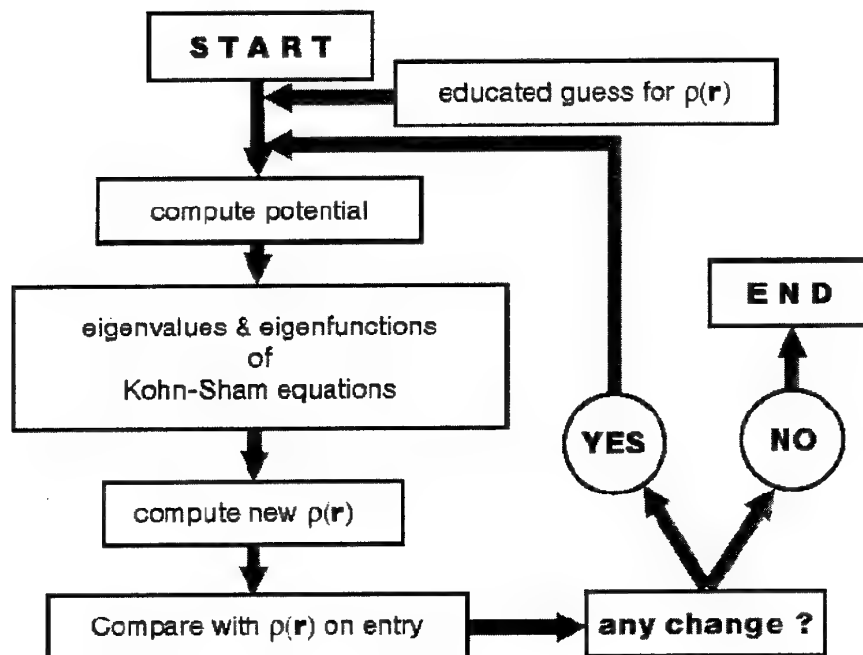 START
educated guess for ρ(r)
compute potential
eigenvalues & eigenfunctions
of
Kohn-Sham equations
END
YES
NO
compute new ρ(r)
Compare with ρ(r) on entry
any change ?